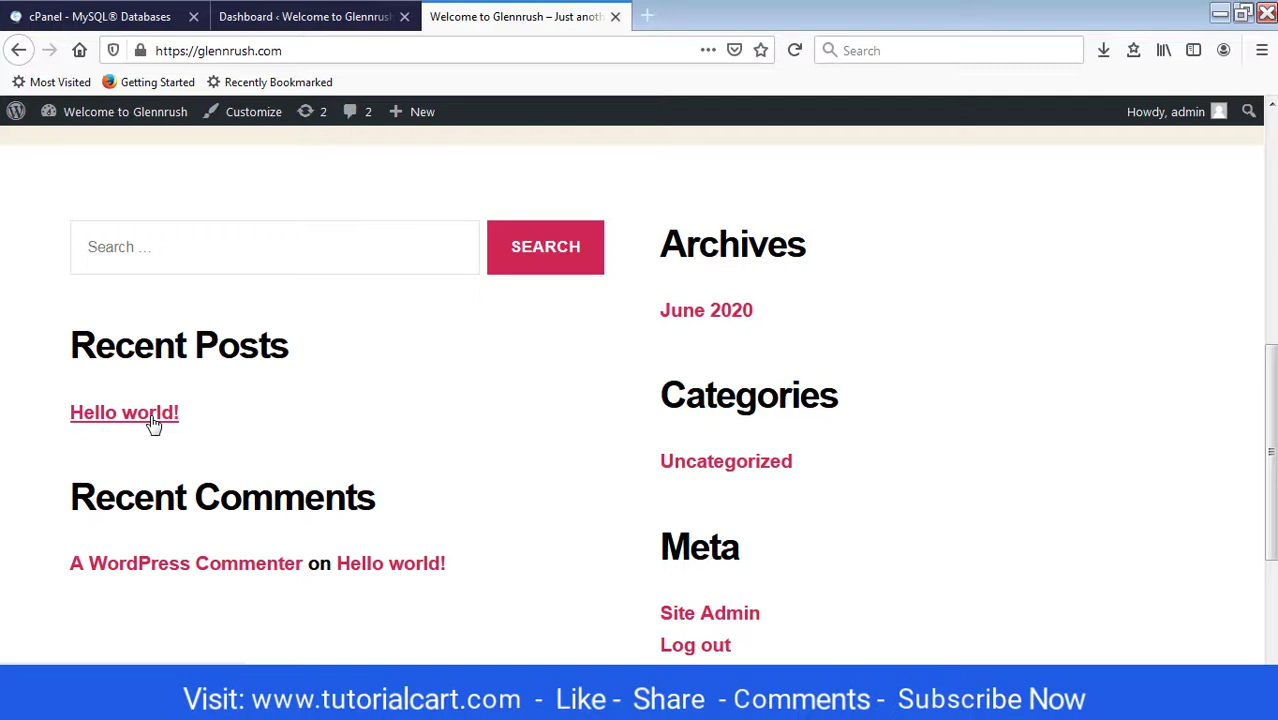 cPanel - MySQL® Databases
Dashboard ‹ Welcome to Glennrush
Welcome to Glennrush – Just anoth
https://glennrush.com
Search
Most Visited
Getting Started
Recently Bookmarked
Welcome to Glennrush
Customize
2
2
New
Howdy, admin
Search …
SEARCH
Recent Posts
Hello world!
Recent Comments
A WordPress Commenter on Hello world!
Archives
June 2020
Categories
Uncategorized
Meta
Site Admin
Log out
Visit: www.tutorialcart.com - Like - Share - Comments - Subscribe Now